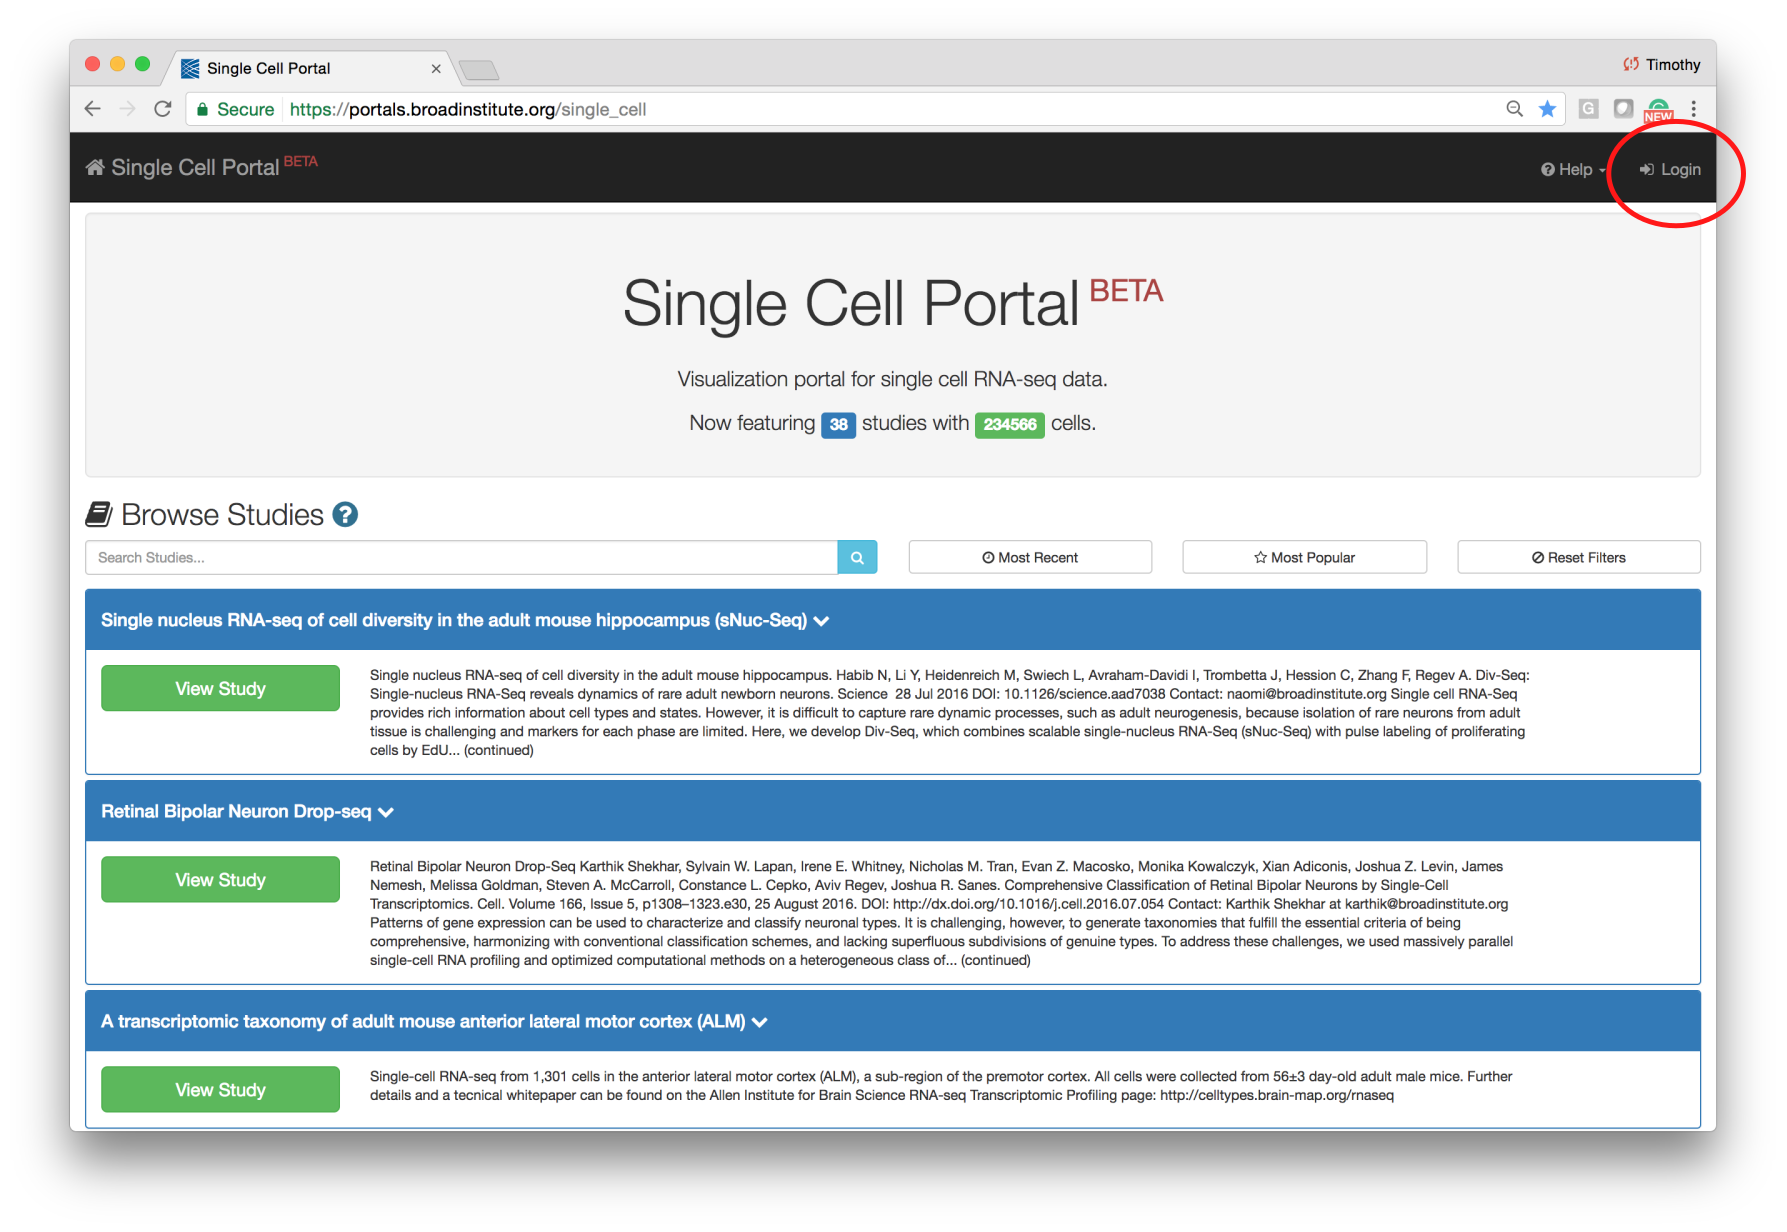 Single Cell Portal
Timothy
Secure https://portals.broadinstitute.org/single_cell
G
NEW
Single Cell Portal BETA
Help
Login
Single Cell Portal BETA
Visualization portal for single cell RNA-seq data.
Now featuring 38 studies with 234566 cells.
Browse Studies ?
Search Studies...
Most Recent
Most Popular
Reset Filters
Single nucleus RNA-seq of cell diversity in the adult mouse hippocampus (sNuc-Seq)
View Study
Single nucleus RNA-seq of cell diversity in the adult mouse hippocampus. Habib N, Li Y, Heidenreich M, Swiech L, Avraham-Davidi I, Trombetta J, Hession C, Zhang F, Regev A. Div-Seq:
Single-nucleus RNA-Seq reveals dynamics of rare adult newborn neurons. Science 28 Jul 2016 DOI: 10.1126/science.aad7038 Contact: naomi@broadinstitute.org Single cell RNA-Seq
provides rich information about cell types and states. However, it is difficult to capture rare dynamic processes, such as adult neurogenesis, because isolation of rare neurons from adult
tissue is challenging and markers for each phase are limited. Here, we develop Div-Seq, which combines scalable single-nucleus RNA-Seq (sNuc-Seq) with pulse labeling of proliferating
cells by EdU... (continued)
Retinal Bipolar Neuron Drop-seq
View Study
Retinal Bipolar Neuron Drop-Seq Karthik Shekhar, Sylvain W. Lapan, Irene E. Whitney, Nicholas M. Tran, Evan Z. Macosko, Monika Kowalczyk, Xian Adiconis, Joshua Z. Levin, James
Nemesh, Melissa Goldman, Steven A. McCarroll, Constance L. Cepko, Aviv Regev, Joshua R. Sanes. Comprehensive Classification of Retinal Bipolar Neurons by Single-Cell
Transcriptomics. Cell. Volume 166, Issue 5, p1308–1323.e30, 25 August 2016. DOI: http://dx.doi.org/10.1016/j.cell.2016.07.054 Contact: Karthik Shekhar at karthik@broadinstitute.org
Patterns of gene expression can be used to characterize and classify neuronal types. It is challenging, however, to generate taxonomies that fulfill the essential criteria of being
comprehensive, harmonizing with conventional classification schemes, and lacking superfluous subdivisions of genuine types. To address these challenges, we used massively parallel
single-cell RNA profiling and optimized computational methods on a heterogeneous class of... (continued)
A transcriptomic taxonomy of adult mouse anterior lateral motor cortex (ALM)
View Study
Single-cell RNA-seq from 1,301 cells in the anterior lateral motor cortex (ALM), a sub-region of the premotor cortex. All cells were collected from 56±3 day-old adult male mice. Further
details and a tecnical whitepaper can be found on the Allen Institute for Brain Science RNA-seq Transcriptomic Profiling page: http://celltypes.brain-map.org/rnaseq